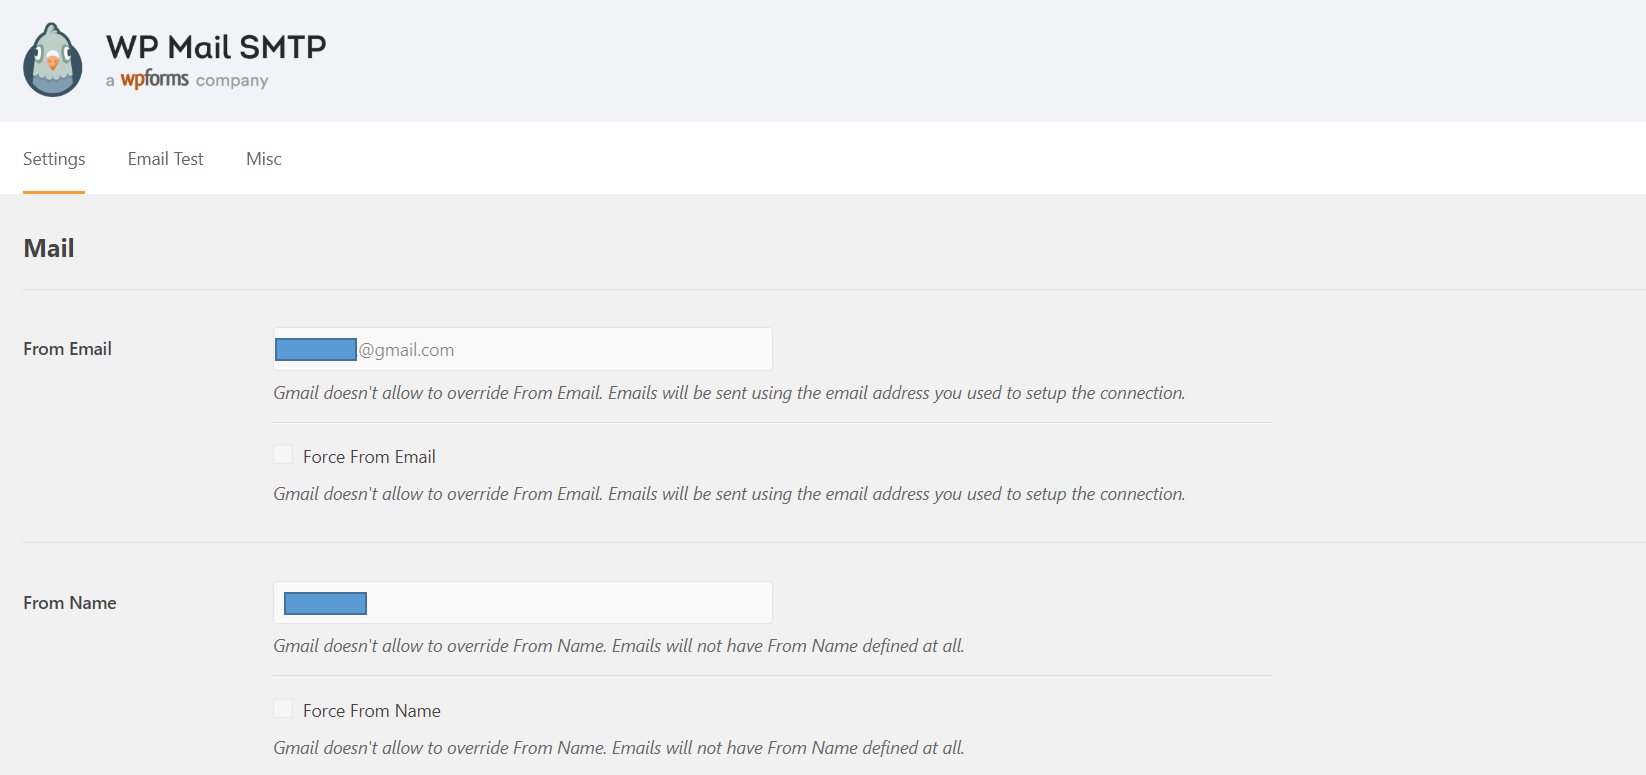 WP Mail SMTP
a wpforms company
Settings Email Test Misc
Mail
From Email @gmail.com
Gmail doesn't allow to override From Email. Emails will be sent using the email address you used to setup the connection.
Force From Email
Gmail doesn't allow to override From Email. Emails will be sent using the email address you used to setup the connection.
From Name
Gmail doesn't allow to override From Name. Emails will not have From Name defined at all.
Force From Name
Gmail doesn't allow to override From Name. Emails will not have From Name defined at all.